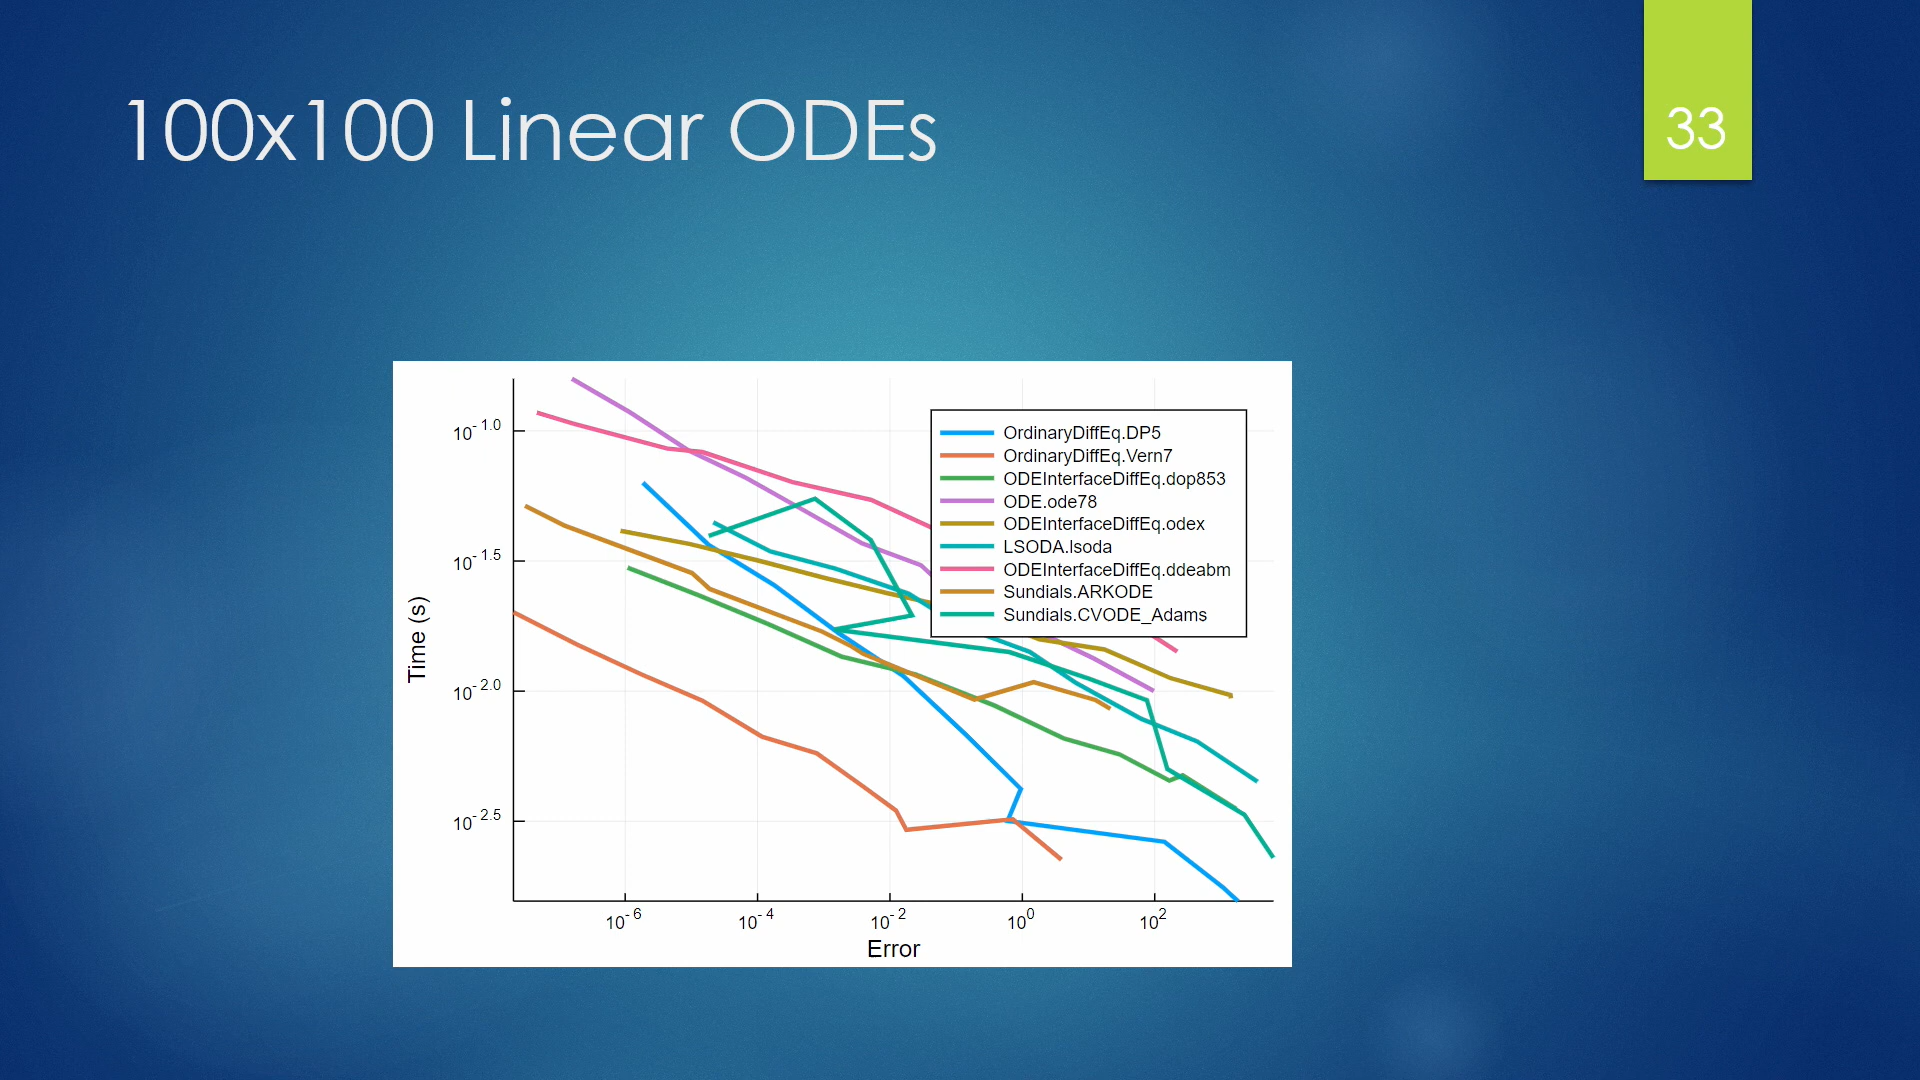 100x100 Linear ODEs
33
OrdinaryDiffEq.DP5
OrdinaryDiffEq.Vern7
ODEInterfaceDiffEq.dop853
ODE.ode78
ODEInterfaceDiffEq.odex
LSODA.lsoda
ODEInterfaceDiffEq.ddeabm
Sundials.ARKODE
Sundials.CVODE_Adams
Time (s)
10^-1.0
10^-1.5
10^-2.0
10^-2.5
10^-6 10^-4 10^-2 10^0 10^2
Error